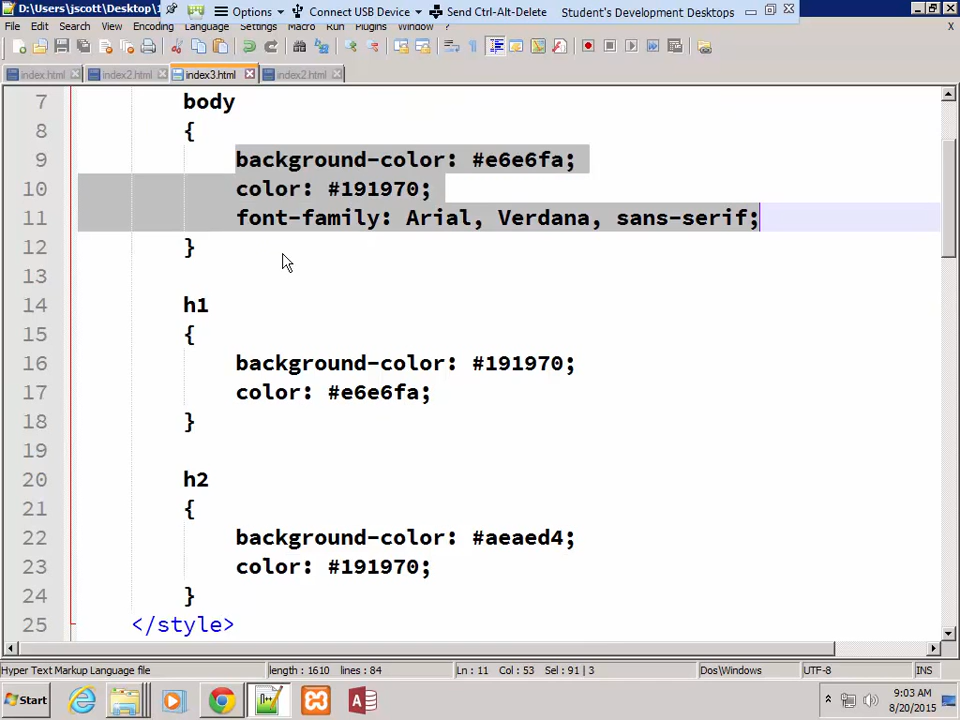 D:\Users\jscott\Desktop\1
Options
Connect USB Device
Send Ctrl-Alt-Delete
Student's Development Desktops
File Edit Search View Encoding Language Settings Macro Run Plugins Window ?
X
index.html
index2.html
index3.html
index2.html
7 body
8 {
9 background-color: #e6e6fa;
10 color: #191970;
11 font-family: Arial, Verdana, sans-serif;
12 }
13
14 h1
15 {
16 background-color: #191970;
17 color: #e6e6fa;
18 }
19
20 h2
21 {
22 background-color: #aeaed4;
23 color: #191970;
24 }
25 </style>
Hyper Text Markup Language file
length : 1610 lines : 84
Ln : 11 Col : 53 Sel : 91 | 3
Dos\Windows
UTF-8
INS
Start
9:03 AM
8/20/2015